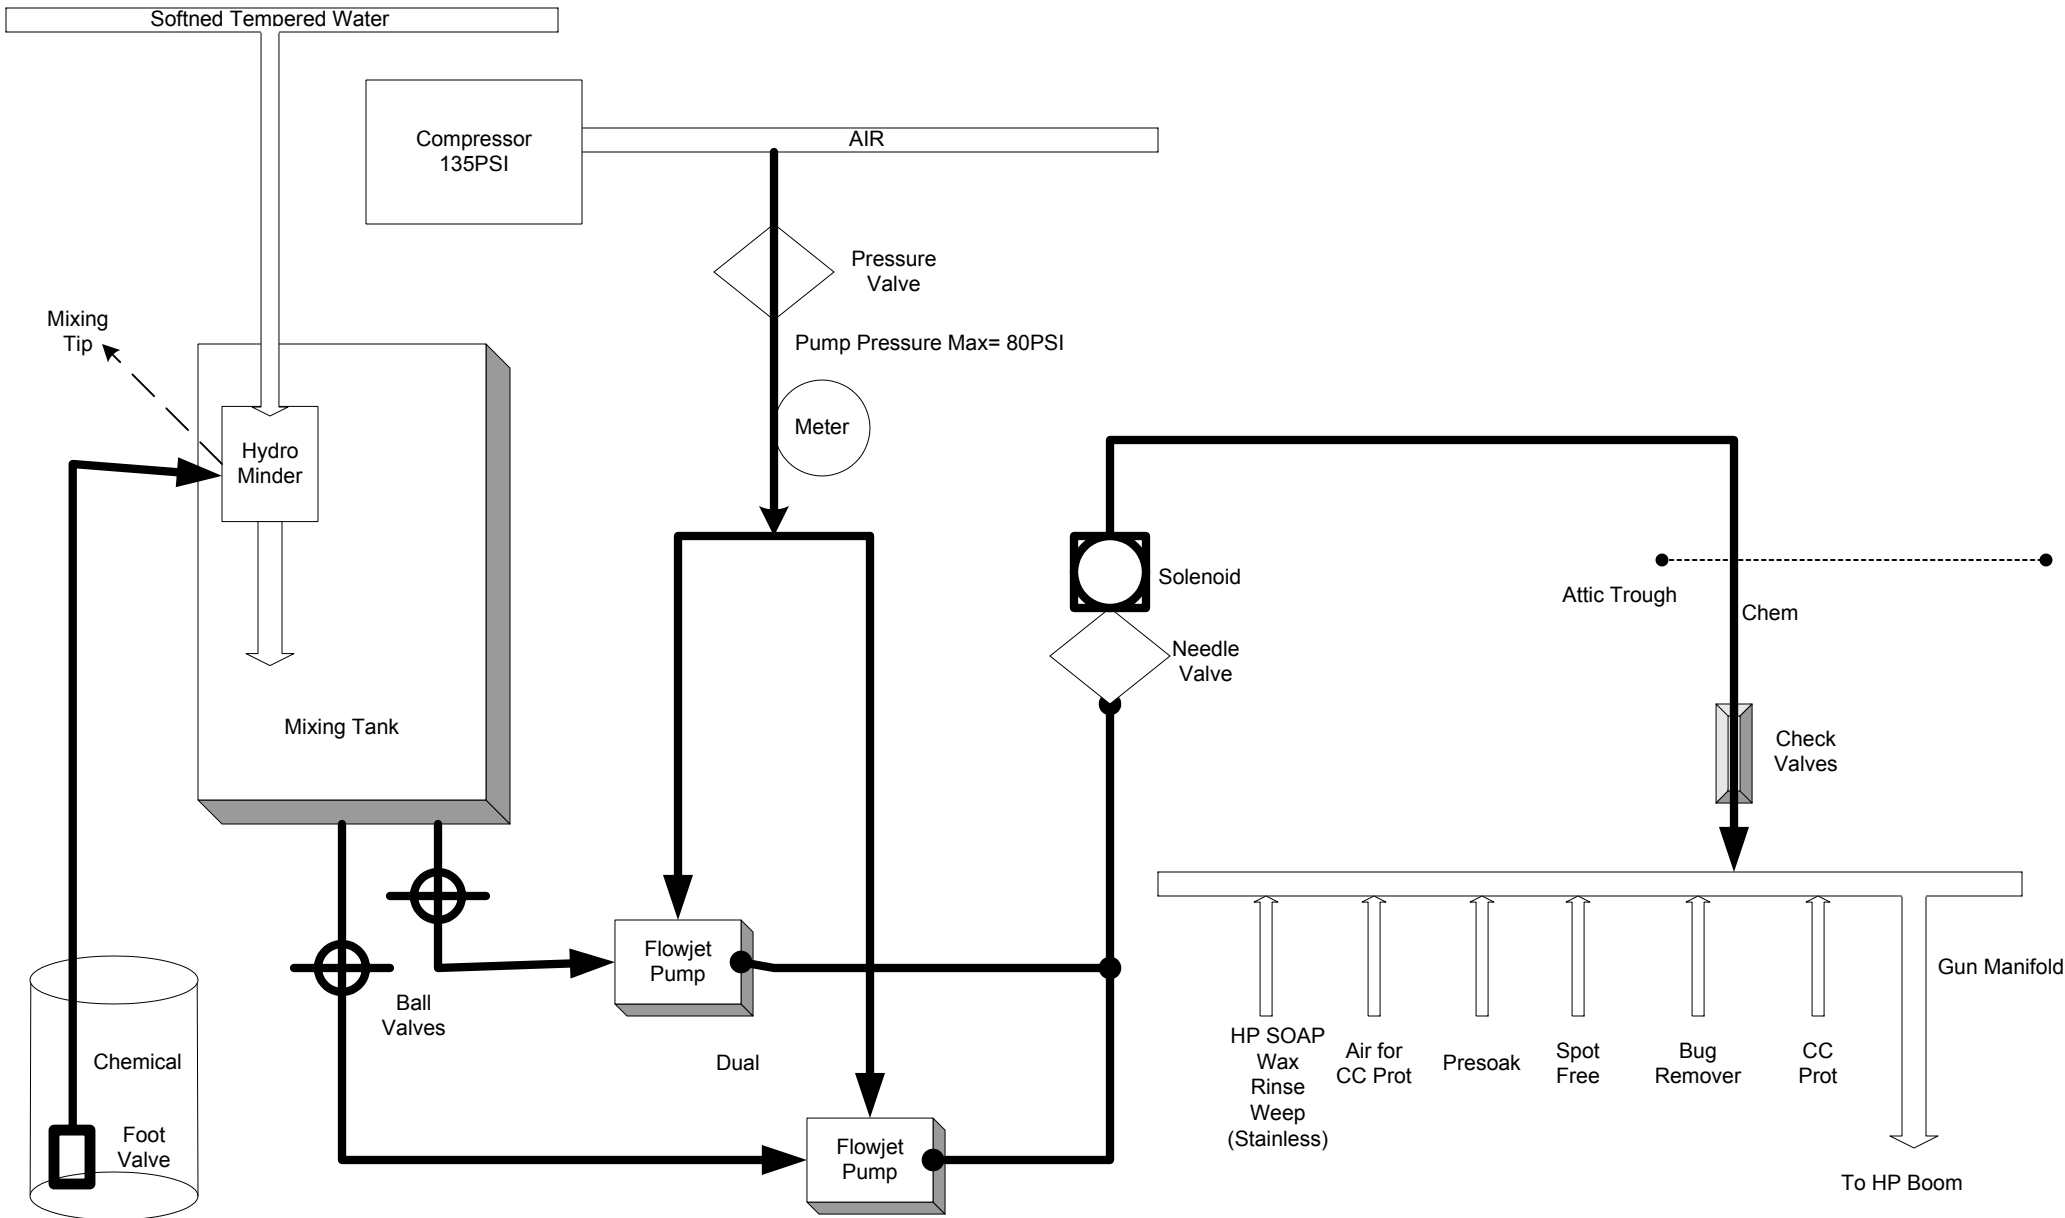 Softned Tempered Water
Compressor
135PSI
AIR
Pressure
Valve
Mixing
Tip
Pump Pressure Max= 80PSI
Meter
Hydro
Minder
Solenoid
Attic Trough
Chem
Needle
Valve
Mixing Tank
Check
Valves
Flowjet
Pump
Gun Manifold
Ball
Valves
Chemical
Dual
HP SOAP
Wax
Rinse
Weep
(Stainless)
Air for
CC Prot
Presoak
Spot
Free
Bug
Remover
CC
Prot
Foot
Valve
Flowjet
Pump
To HP Boom